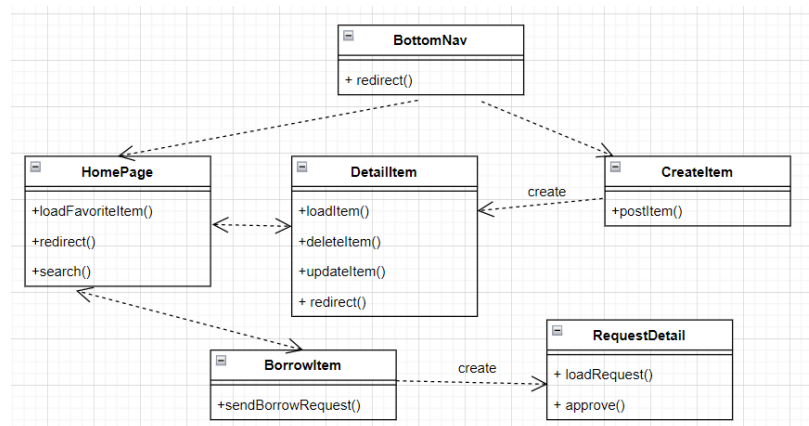 BottomNav
+ redirect()
HomePage
+loadFavoriteItem()
+redirect()
+search()
DetailItem
+loadItem()
+deleteItem()
+updateItem()
+ redirect()
create
CreateItem
+postItem()
BorrowItem
+sendBorrowRequest()
create
RequestDetail
+ loadRequest()
+ approve()